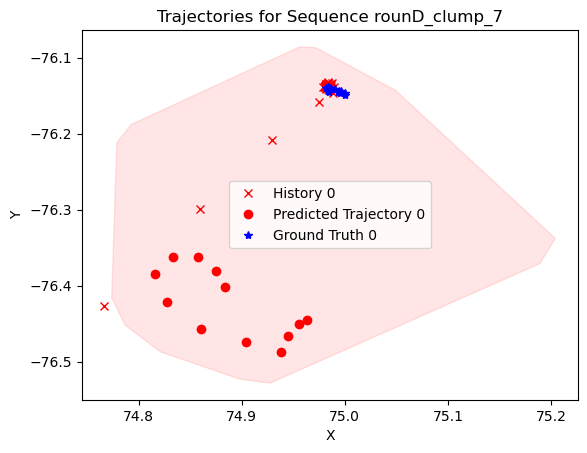 Trajectories for Sequence rounD_clump_7
−76.1
−76.2
−76.3
−76.4
−76.5
Y
History 0
Predicted Trajectory 0
Ground Truth 0
74.8 74.9 75.0 75.1 75.2
X